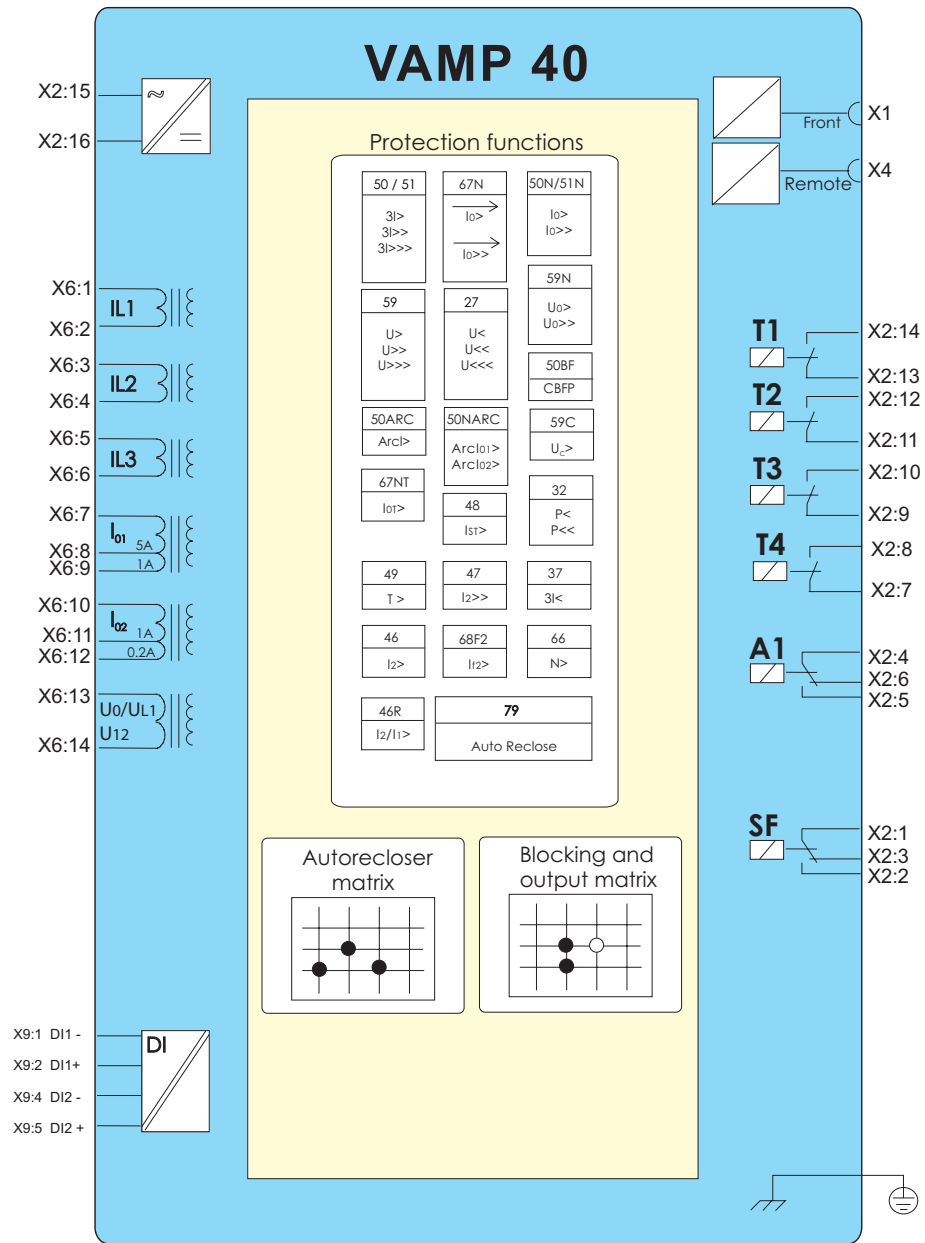 VAMP 40
X2:15
X2:16
~
Front
X1
Remote
X4
Protection functions
50 / 51
3I>
3I>>
3I>>>
67N
I0>
I0>>
50N/51N
I0>
I0>>
59
U>
U>>
U>>>
27
U<
U<<
U<<<
59N
U0>
U0>>
50BF
CBFP
50ARC
ArcI>
50NARC
ArcI01>
ArcI02>
59C
UC>
67NT
I0T>
48
IST>
32
P<
P<<
49
T >
47
I2>>
37
3I<
46
I2>
68F2
If2>
66
N>
46R
I2/I1>
79
Auto Reclose
Autorecloser
matrix
Blocking and
output matrix
X6:1
IL1
X6:2
X6:3
IL2
X6:4
X6:5
IL3
X6:6
X6:7
I01
5A
X6:8
1A
X6:9
X6:10
I02
1A
X6:11
0.2A
X6:12
X6:13
U0/UL1
U12
X6:14
X9:1 DI1 -
X9:2 DI1+
X9:4 DI2 -
X9:5 DI2 +
DI
T1
X2:14
X2:13
T2
X2:12
X2:11
T3
X2:10
X2:9
T4
X2:8
X2:7
A1
X2:4
X2:6
X2:5
SF
X2:1
X2:3
X2:2